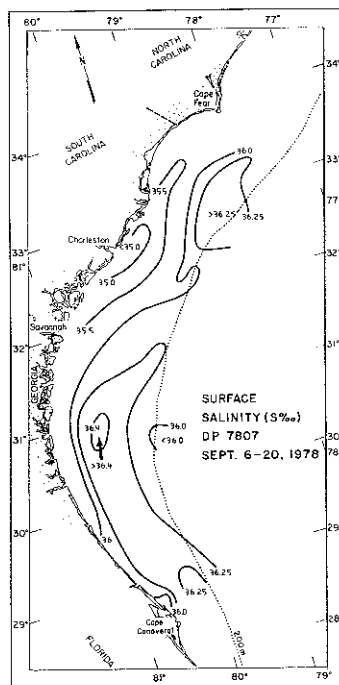 80° 79° 78° 77°
NORTH
CAROLINA
N
Cape
Fear
34°
SOUTH
CAROLINA
34°
36.0
33°
35.5
>36.25
36.25
77
Charleston
35.0
33°
32°
81°
35.0
Savannah
35.5
32°
31°
GEORGIA
SURFACE
SALINITY (S‰)
DP 7807
SEPT. 6-20, 1978
36.4
36.0
<36.0
31°
30°
78°
>36.4
36
30°
29°
36.25
36.25
36.0
Cape
Canaveral
29°
28°
FLORIDA
200m
81° 80° 79°